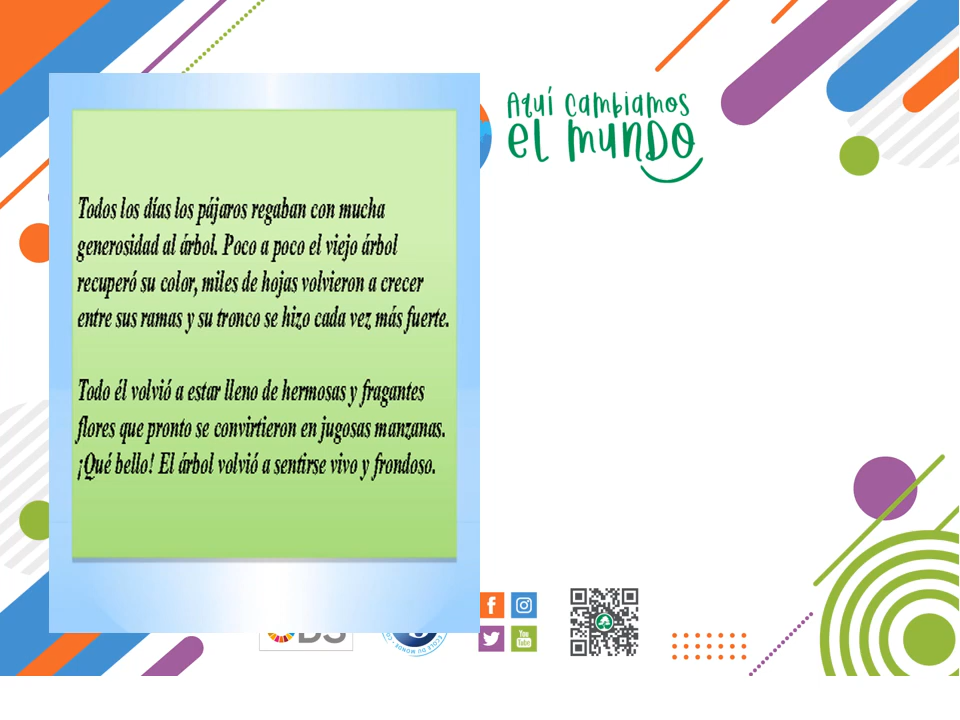 Aquí Cambiamos
el mundo
Todos los días los pájaros regaban con mucha
generosidad al árbol. Poco a poco el viejo árbol
recuperó su color, miles de hojas volvieron a crecer
entre sus ramas y su tronco se hizo cada vez más fuerte.
Todo él volvió a estar lleno de hermosas y fragantes
flores que pronto se convirtieron en jugosas manzanas.
¡Qué bello! El árbol volvió a sentirse vivo y frondoso.
You
Tube